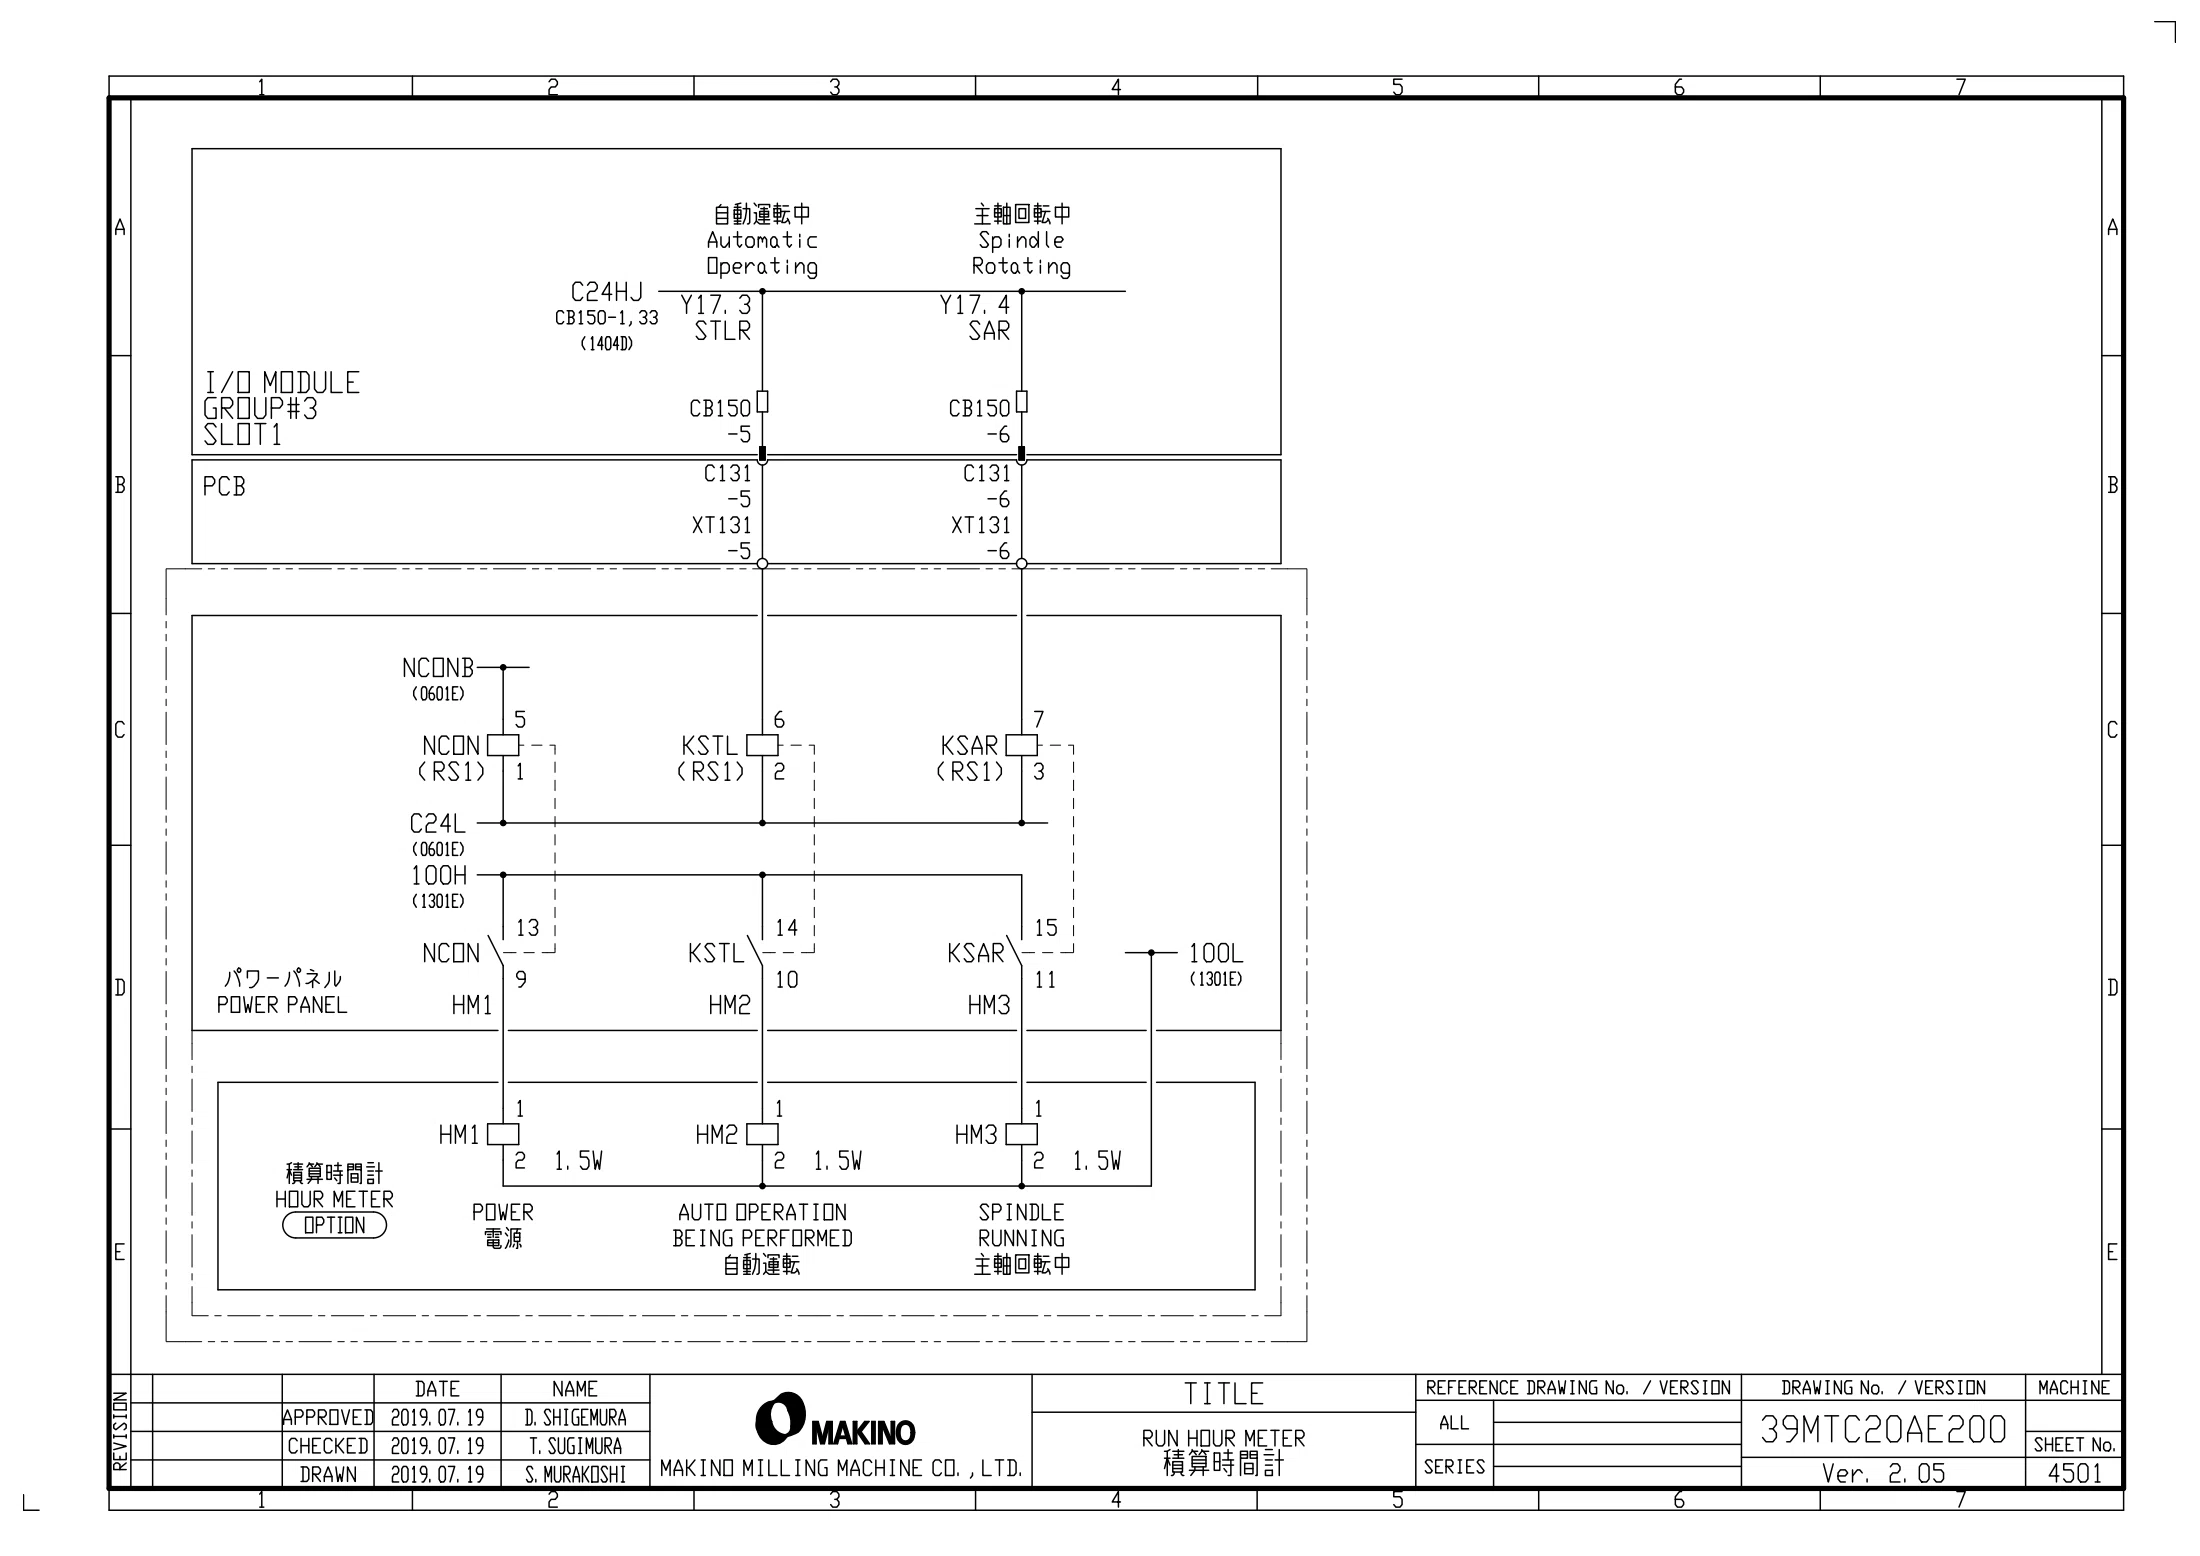 1 2 3 4 5 6 7
A A
自動運転中
Automatic
Operating
主軸回転中
Spindle
Rotating
C24HJ
CB150-1,33
(1404D)
Y17.3
STLR
Y17.4
SAR
I/O MODULE
GROUP#3
SLOT1
CB150
-5
CB150
-6
B B
PCB
C131
-5
XT131
-5
C131
-6
XT131
-6
C C
NCONB
(0601E)
5
NCON
(RS1) 1
6
KSTL
(RS1) 2
7
KSAR
(RS1) 3
C24L
(0601E)
100H
(1301E)
13
NCON
9
HM1
14
KSTL
10
HM2
15
KSAR
11
HM3
100L
(1301E)
D D
パワーパネル
POWER PANEL
1
HM1
2 1.5W
1
HM2
2 1.5W
1
HM3
2 1.5W
積算時間計
HOUR METER
OPTION
POWER
電源
AUTO OPERATION
BEING PERFORMED
自動運転
SPINDLE
RUNNING
主軸回転中
E E
REVISION
DATE NAME
APPROVED 2019.07.19 D. SHIGEMURA
CHECKED 2019.07.19 T. SUGIMURA
DRAWN 2019.07.19 S. MURAKOSHI
MAKINO
MAKINO MILLING MACHINE CO.,LTD.
TITLE
RUN HOUR METER
積算時間計
REFERENCE DRAWING No. / VERSION
ALL
SERIES
DRAWING No. / VERSION
39MTC20AE200
Ver. 2.05
MACHINE
SHEET No.
4501
1 2 3 4 5 6 7